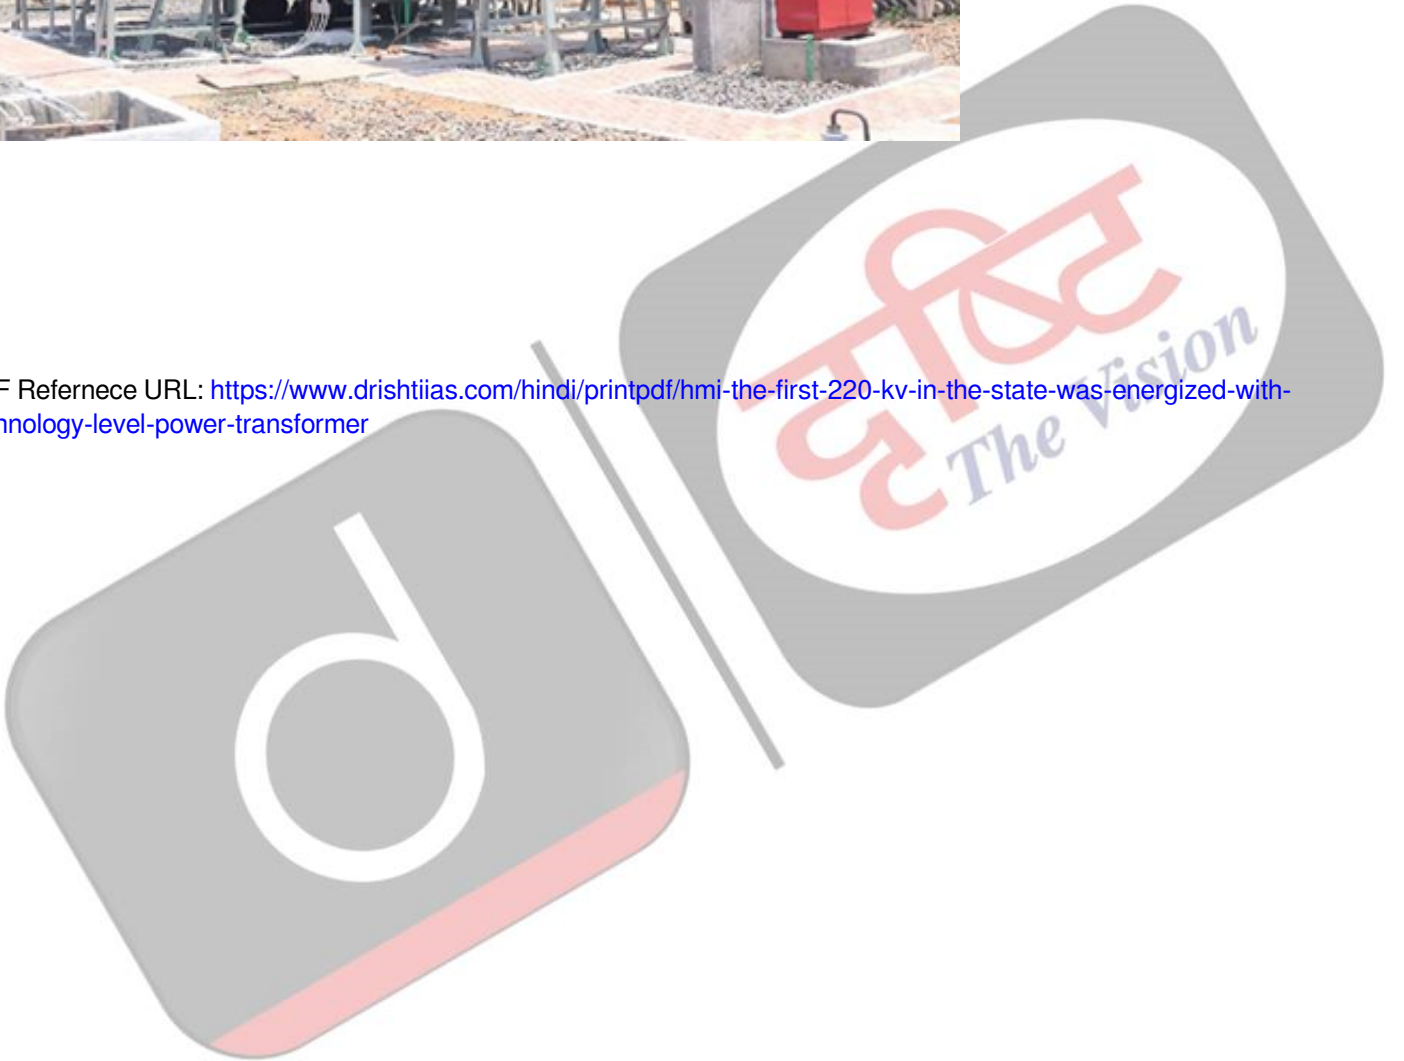 F Refernece URL: https://www.drishtiias.com/hindi/printpdf/hmi-the-first-220-kv-in-the-state-was-energized-with-
hnology-level-power-transformer
दृष्टि
The Vision
d